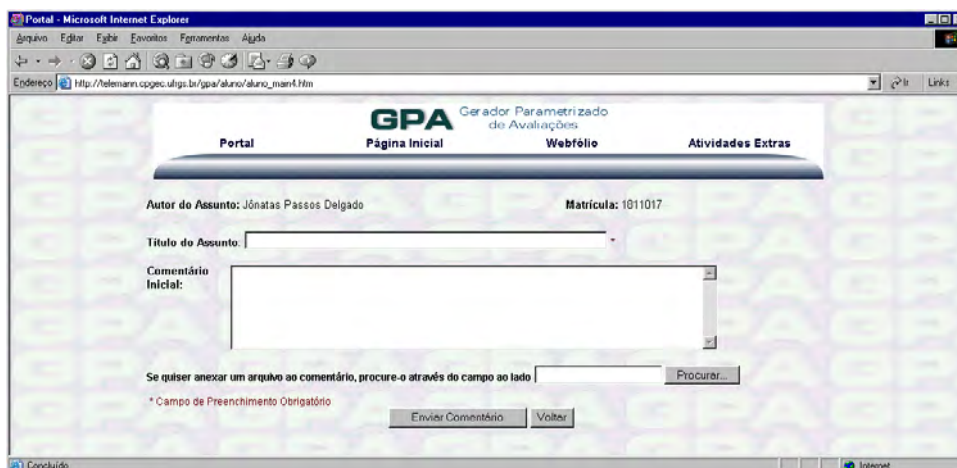 Portal - Microsoft Internet Explorer
Arquivo Editar Exibir Favoritos Ferramentas Ajuda
Endereço http://telemann.cpgec.ufrgs.br/gpa/aluno/aluno_main4.htm Ir Links
GPA Gerador Parametrizado
de Avaliações
Portal Página Inicial Webfólio Atividades Extras
Autor do Assunto: Jónatas Passos Delgado Matrícula: 1811017
Título do Assunto: *
Comentário
Inicial:
Se quiser anexar um arquivo ao comentário, procure-o através do campo ao lado Procurar...
* Campo de Preenchimento Obrigatório
Enviar Comentário Voltar
Concluído Internet